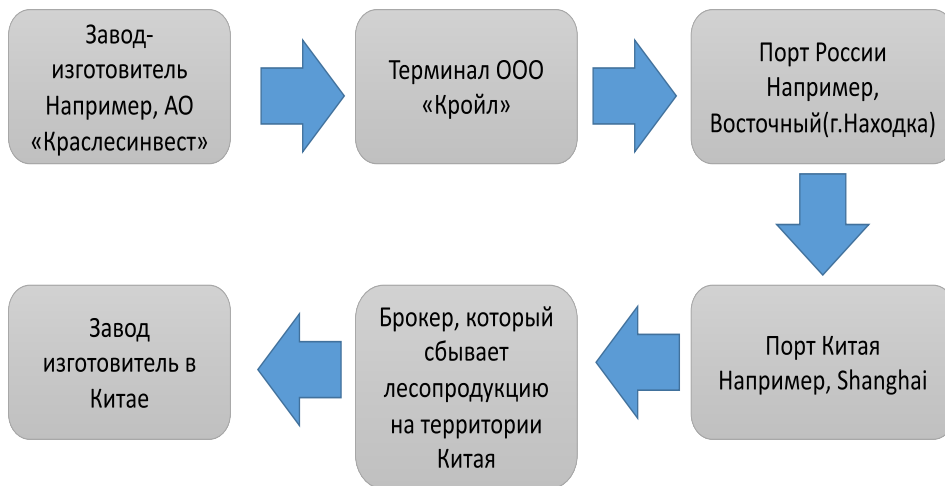 Завод-
изготовитель
Например, АО
«Краслесинвест»
Терминал ООО
«Кройл»
Порт России
Например,
Восточный(г.Находка)
Порт Китая
Например, Shanghai
Брокер, который
сбывает
лесопродукцию
на территории
Китая
Завод
изготовитель в
Китае